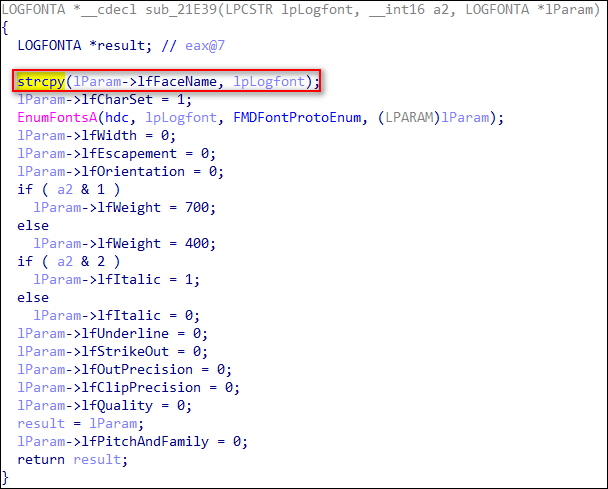 LOGFONTA *__cdecl sub_21E39(LPCSTR lpLogfont, __int16 a2, LOGFONTA *lParam)
{
  LOGFONTA *result; // eax@7

  strcpy(lParam->lfFaceName, lpLogfont);
  lParam->lfCharSet = 1;
  EnumFontsA(hdc, lpLogfont, FMDFontProtoEnum, (LPARAM)lParam);
  lParam->lfWidth = 0;
  lParam->lfEscapement = 0;
  lParam->lfOrientation = 0;
  if ( a2 & 1 )
    lParam->lfWeight = 700;
  else
    lParam->lfWeight = 400;
  if ( a2 & 2 )
    lParam->lfItalic = 1;
  else
    lParam->lfItalic = 0;
  lParam->lfUnderline = 0;
  lParam->lfStrikeOut = 0;
  lParam->lfOutPrecision = 0;
  lParam->lfClipPrecision = 0;
  lParam->lfQuality = 0;
  result = lParam;
  lParam->lfPitchAndFamily = 0;
  return result;
}